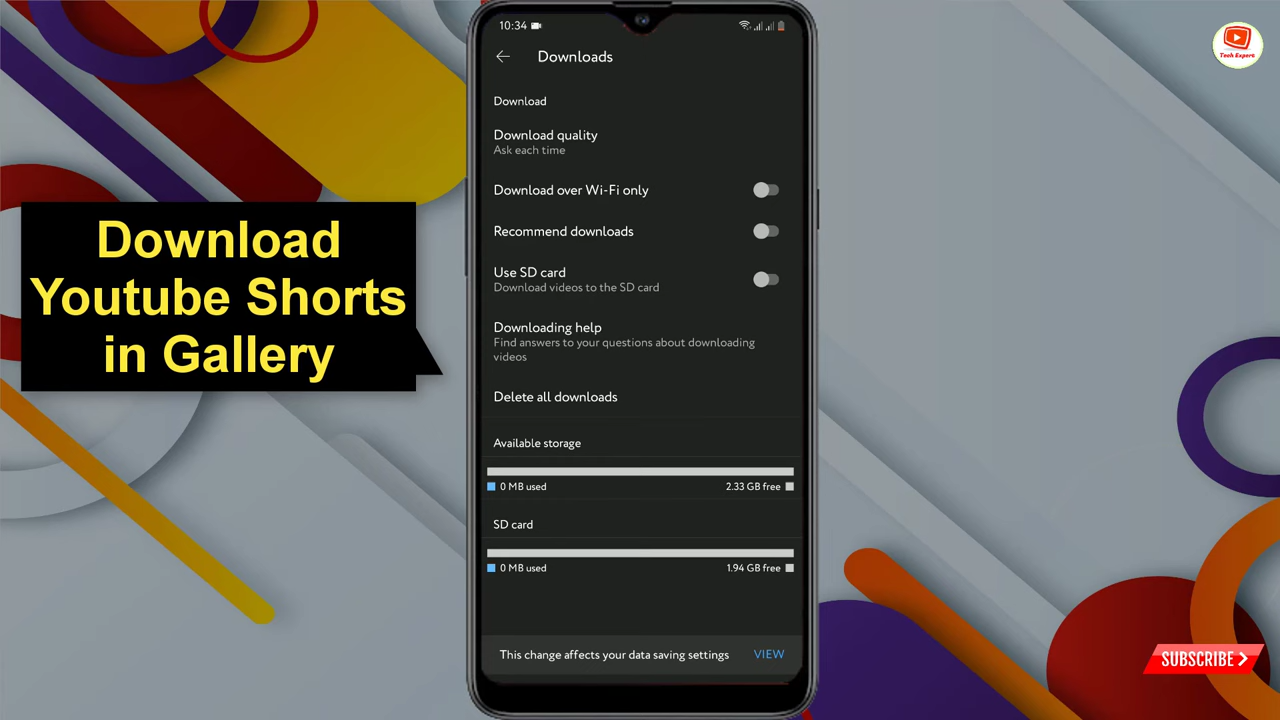 10:34
Downloads
Download
Download quality
Ask each time
Download over Wi-Fi only
Recommend downloads
Use SD card
Download videos to the SD card
Downloading help
Find answers to your questions about downloading
videos
Delete all downloads
Available storage
0 MB used
2.33 GB free
SD card
0 MB used
1.94 GB free
This change affects your data saving settings
VIEW
Download
Youtube Shorts
in Gallery
Tech Expert
SUBSCRIBE